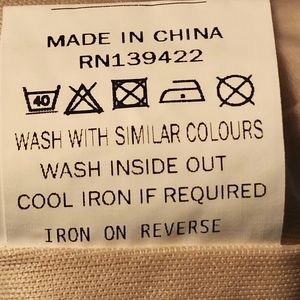 MADE IN CHINA
RN139422
40
WASH WITH SIMILAR COLOURS
WASH INSIDE OUT
COOL IRON IF REQUIRED
IRON ON REVERSE